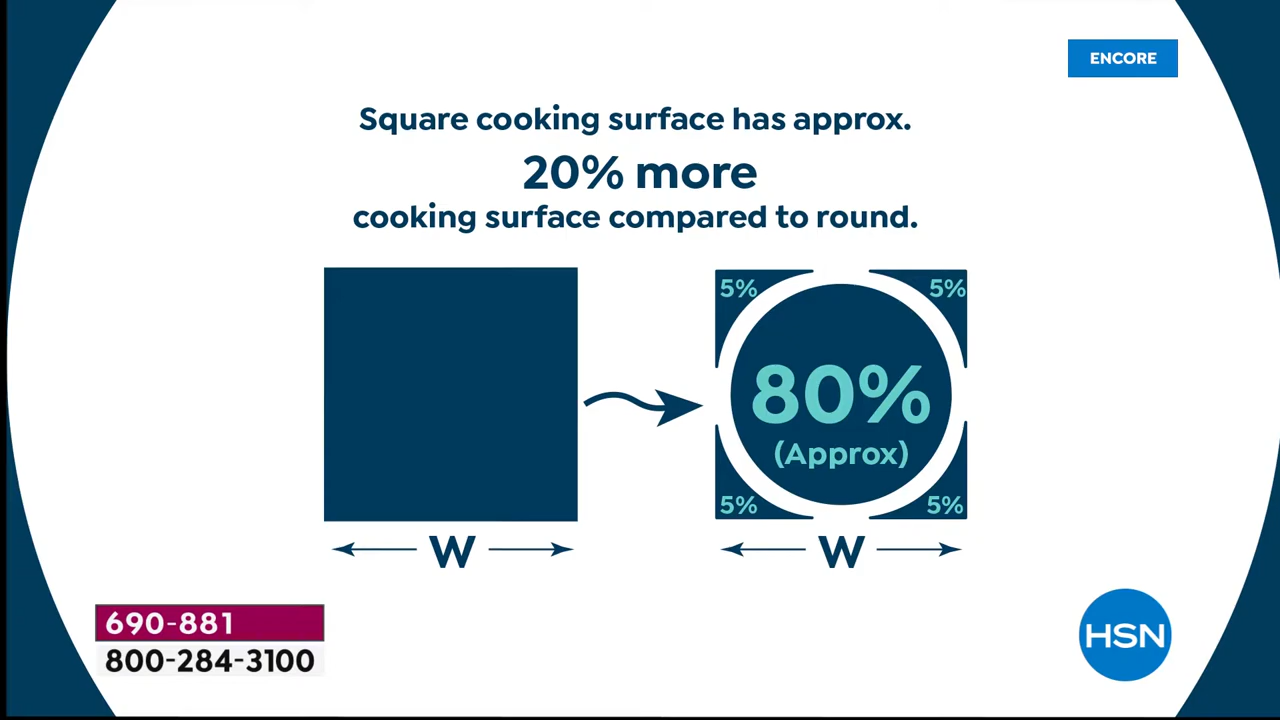 ENCORE
Square cooking surface has approx.
20% more
cooking surface compared to round.
5% 5%
80%
(Approx)
5% 5%
W W
690-881
800-284-3100
HSN